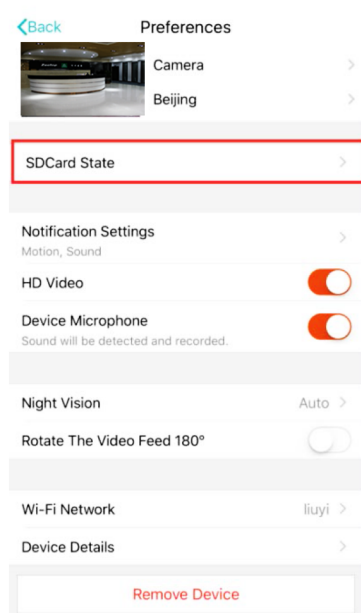 Back Preferences
Camera
Beijing
SDCard State
Notification Settings
Motion, Sound
HD Video
Device Microphone
Sound will be detected and recorded.
Night Vision Auto
Rotate The Video Feed 180°
Wi-Fi Network liuyi
Device Details
Remove Device